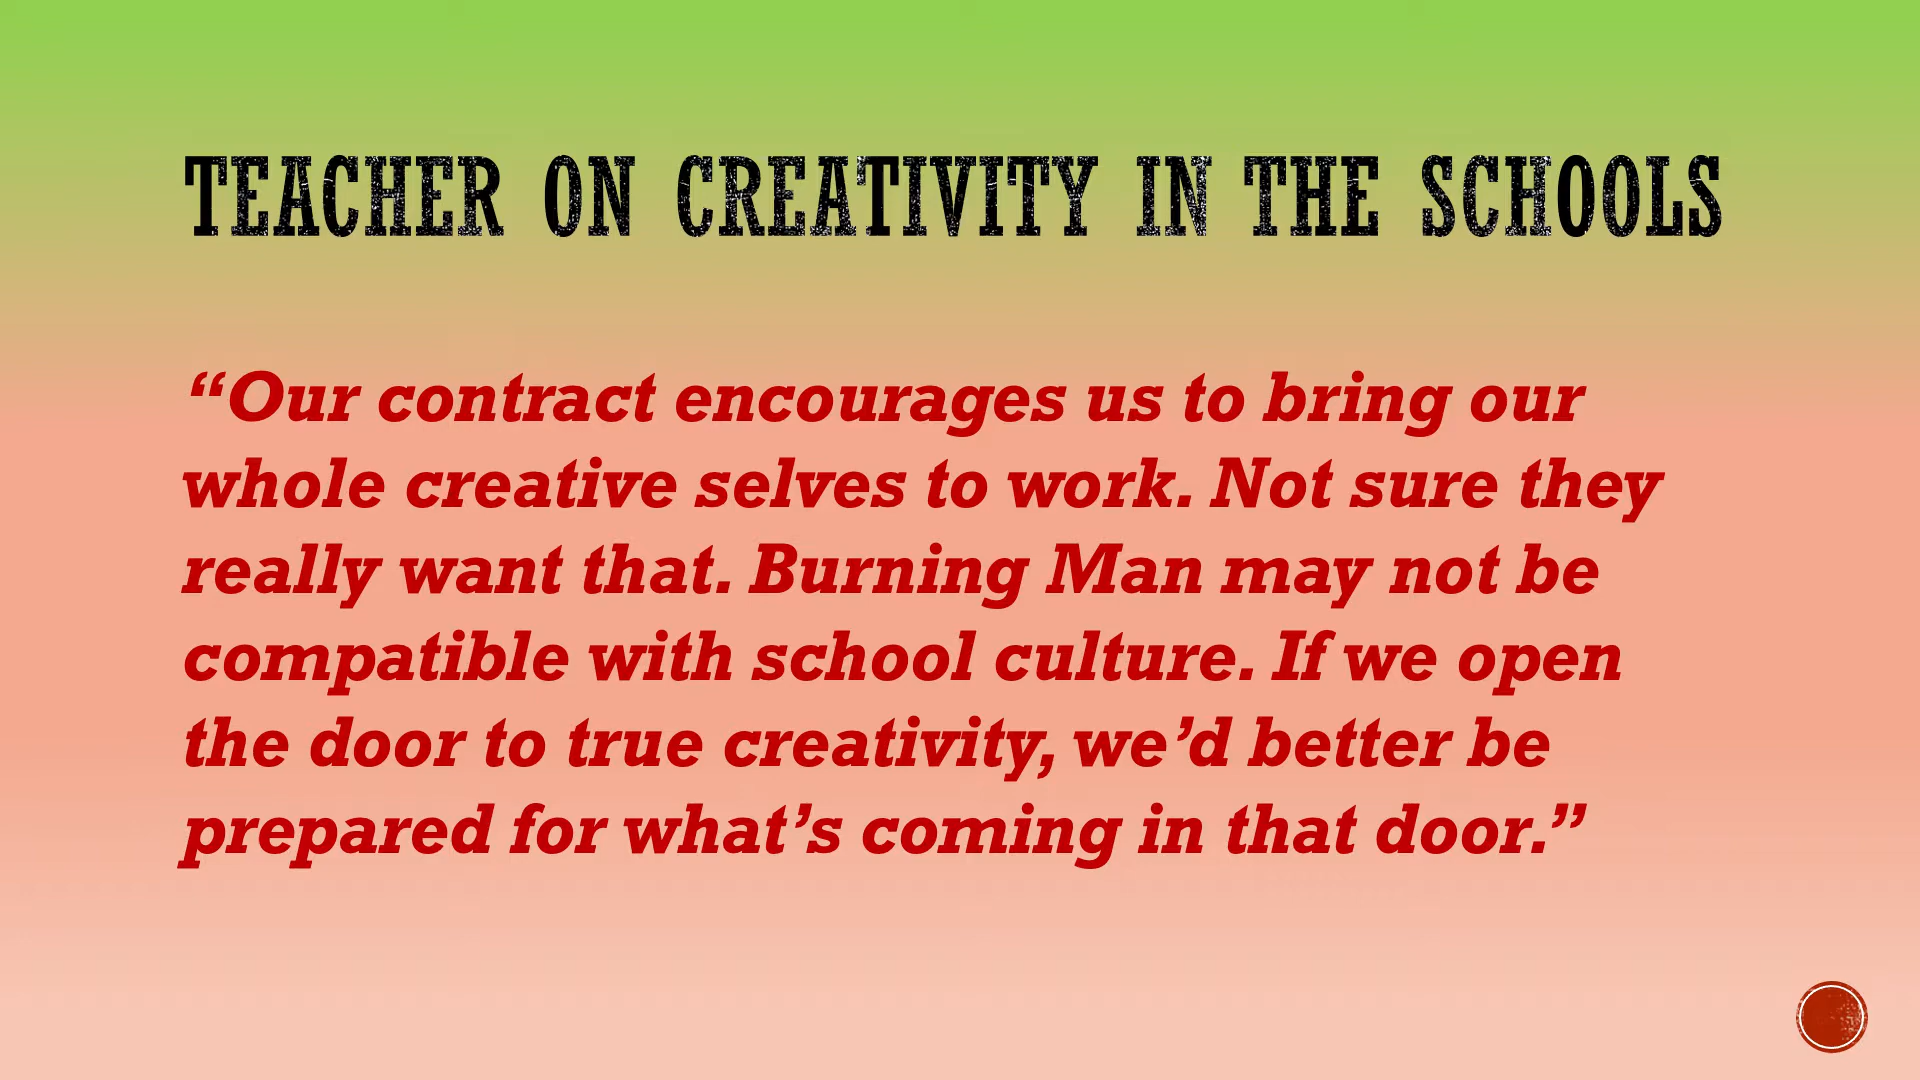 TEACHER ON CREATIVITY IN THE SCHOOLS
“Our contract encourages us to bring our
whole creative selves to work. Not sure they
really want that. Burning Man may not be
compatible with school culture. If we open
the door to true creativity, we’d better be
prepared for what’s coming in that door.”